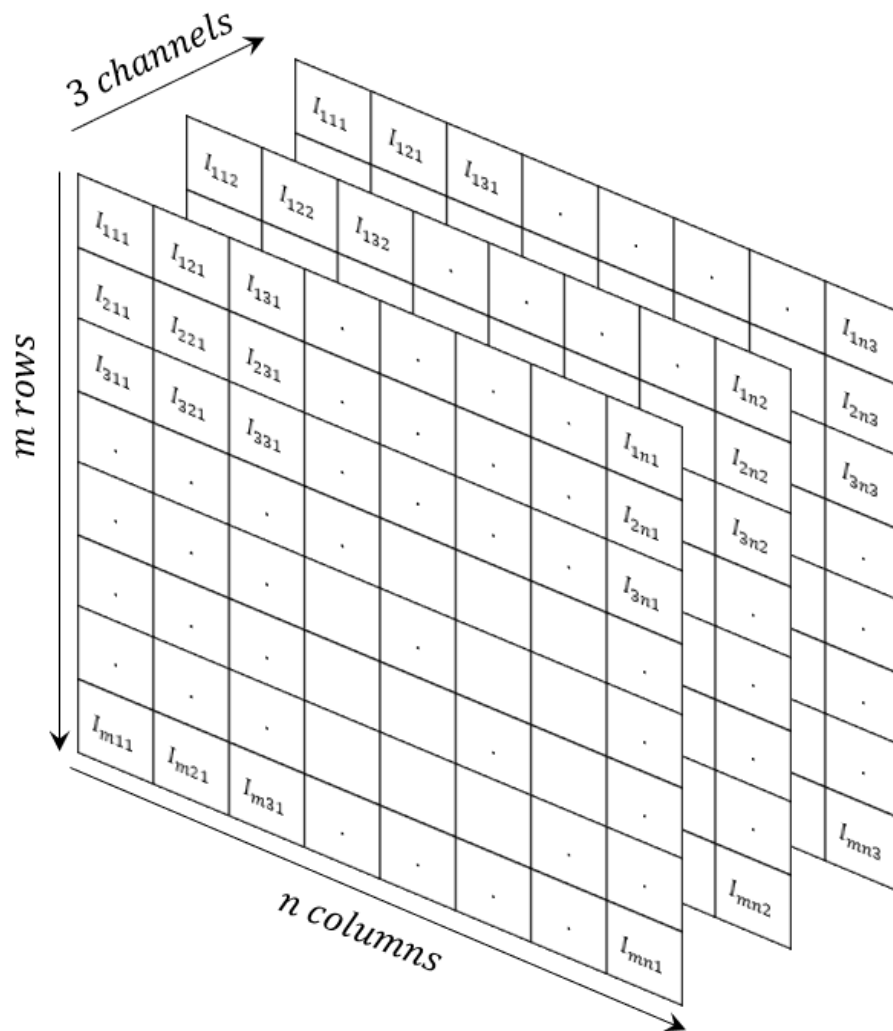 3 channels
I₁₁₁ I₁₂₁ I₁₃₁ . . . . I₁ₙ₃
I₂ₙ₃
I₃ₙ₃
.
.
.
.
Iₘₙ₃
I₁₁₂ I₁₂₂ I₁₃₂ . . . . I₁ₙ₂
I₂ₙ₂
I₃ₙ₂
.
.
.
.
Iₘₙ₂
m rows
I₁₁₁ I₁₂₁ I₁₃₁ . . . . I₁ₙ₁
I₂₁₁ I₂₂₁ I₂₃₁ . . . . I₂ₙ₁
I₃₁₁ I₃₂₁ I₃₃₁ . . . . I₃ₙ₁
. . . . .
. . . . .
. . . . .
. . . . .
Iₘ₁₁ Iₘ₂₁ Iₘ₃₁ . . . . Iₘₙ₁
n columns